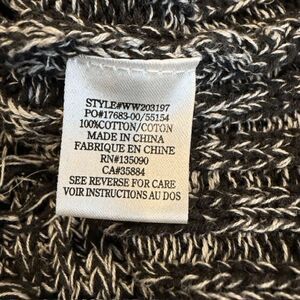 STYLE#WW203197
PO#17683-00/55154
100%COTTON/COTON
MADE IN CHINA
FABRIQUE EN CHINE
RN#135090
CA#35884
SEE REVERSE FOR CARE
VOIR INSTRUCTIONS AU DOS